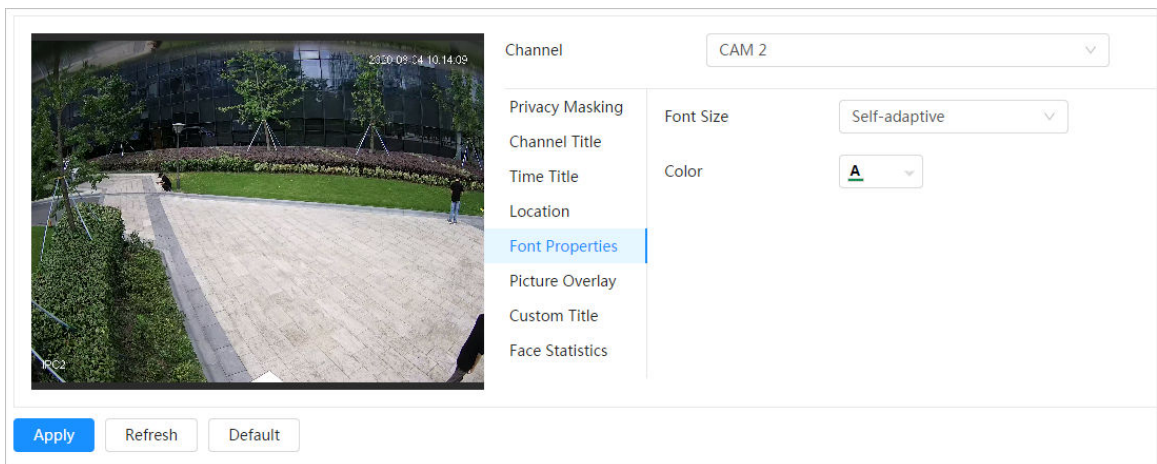 2020-09-04 10:14:09
IPC2
Channel
CAM 2
Privacy Masking
Channel Title
Time Title
Location
Font Properties
Picture Overlay
Custom Title
Face Statistics
Font Size
Self-adaptive
Color
A
Apply
Refresh
Default